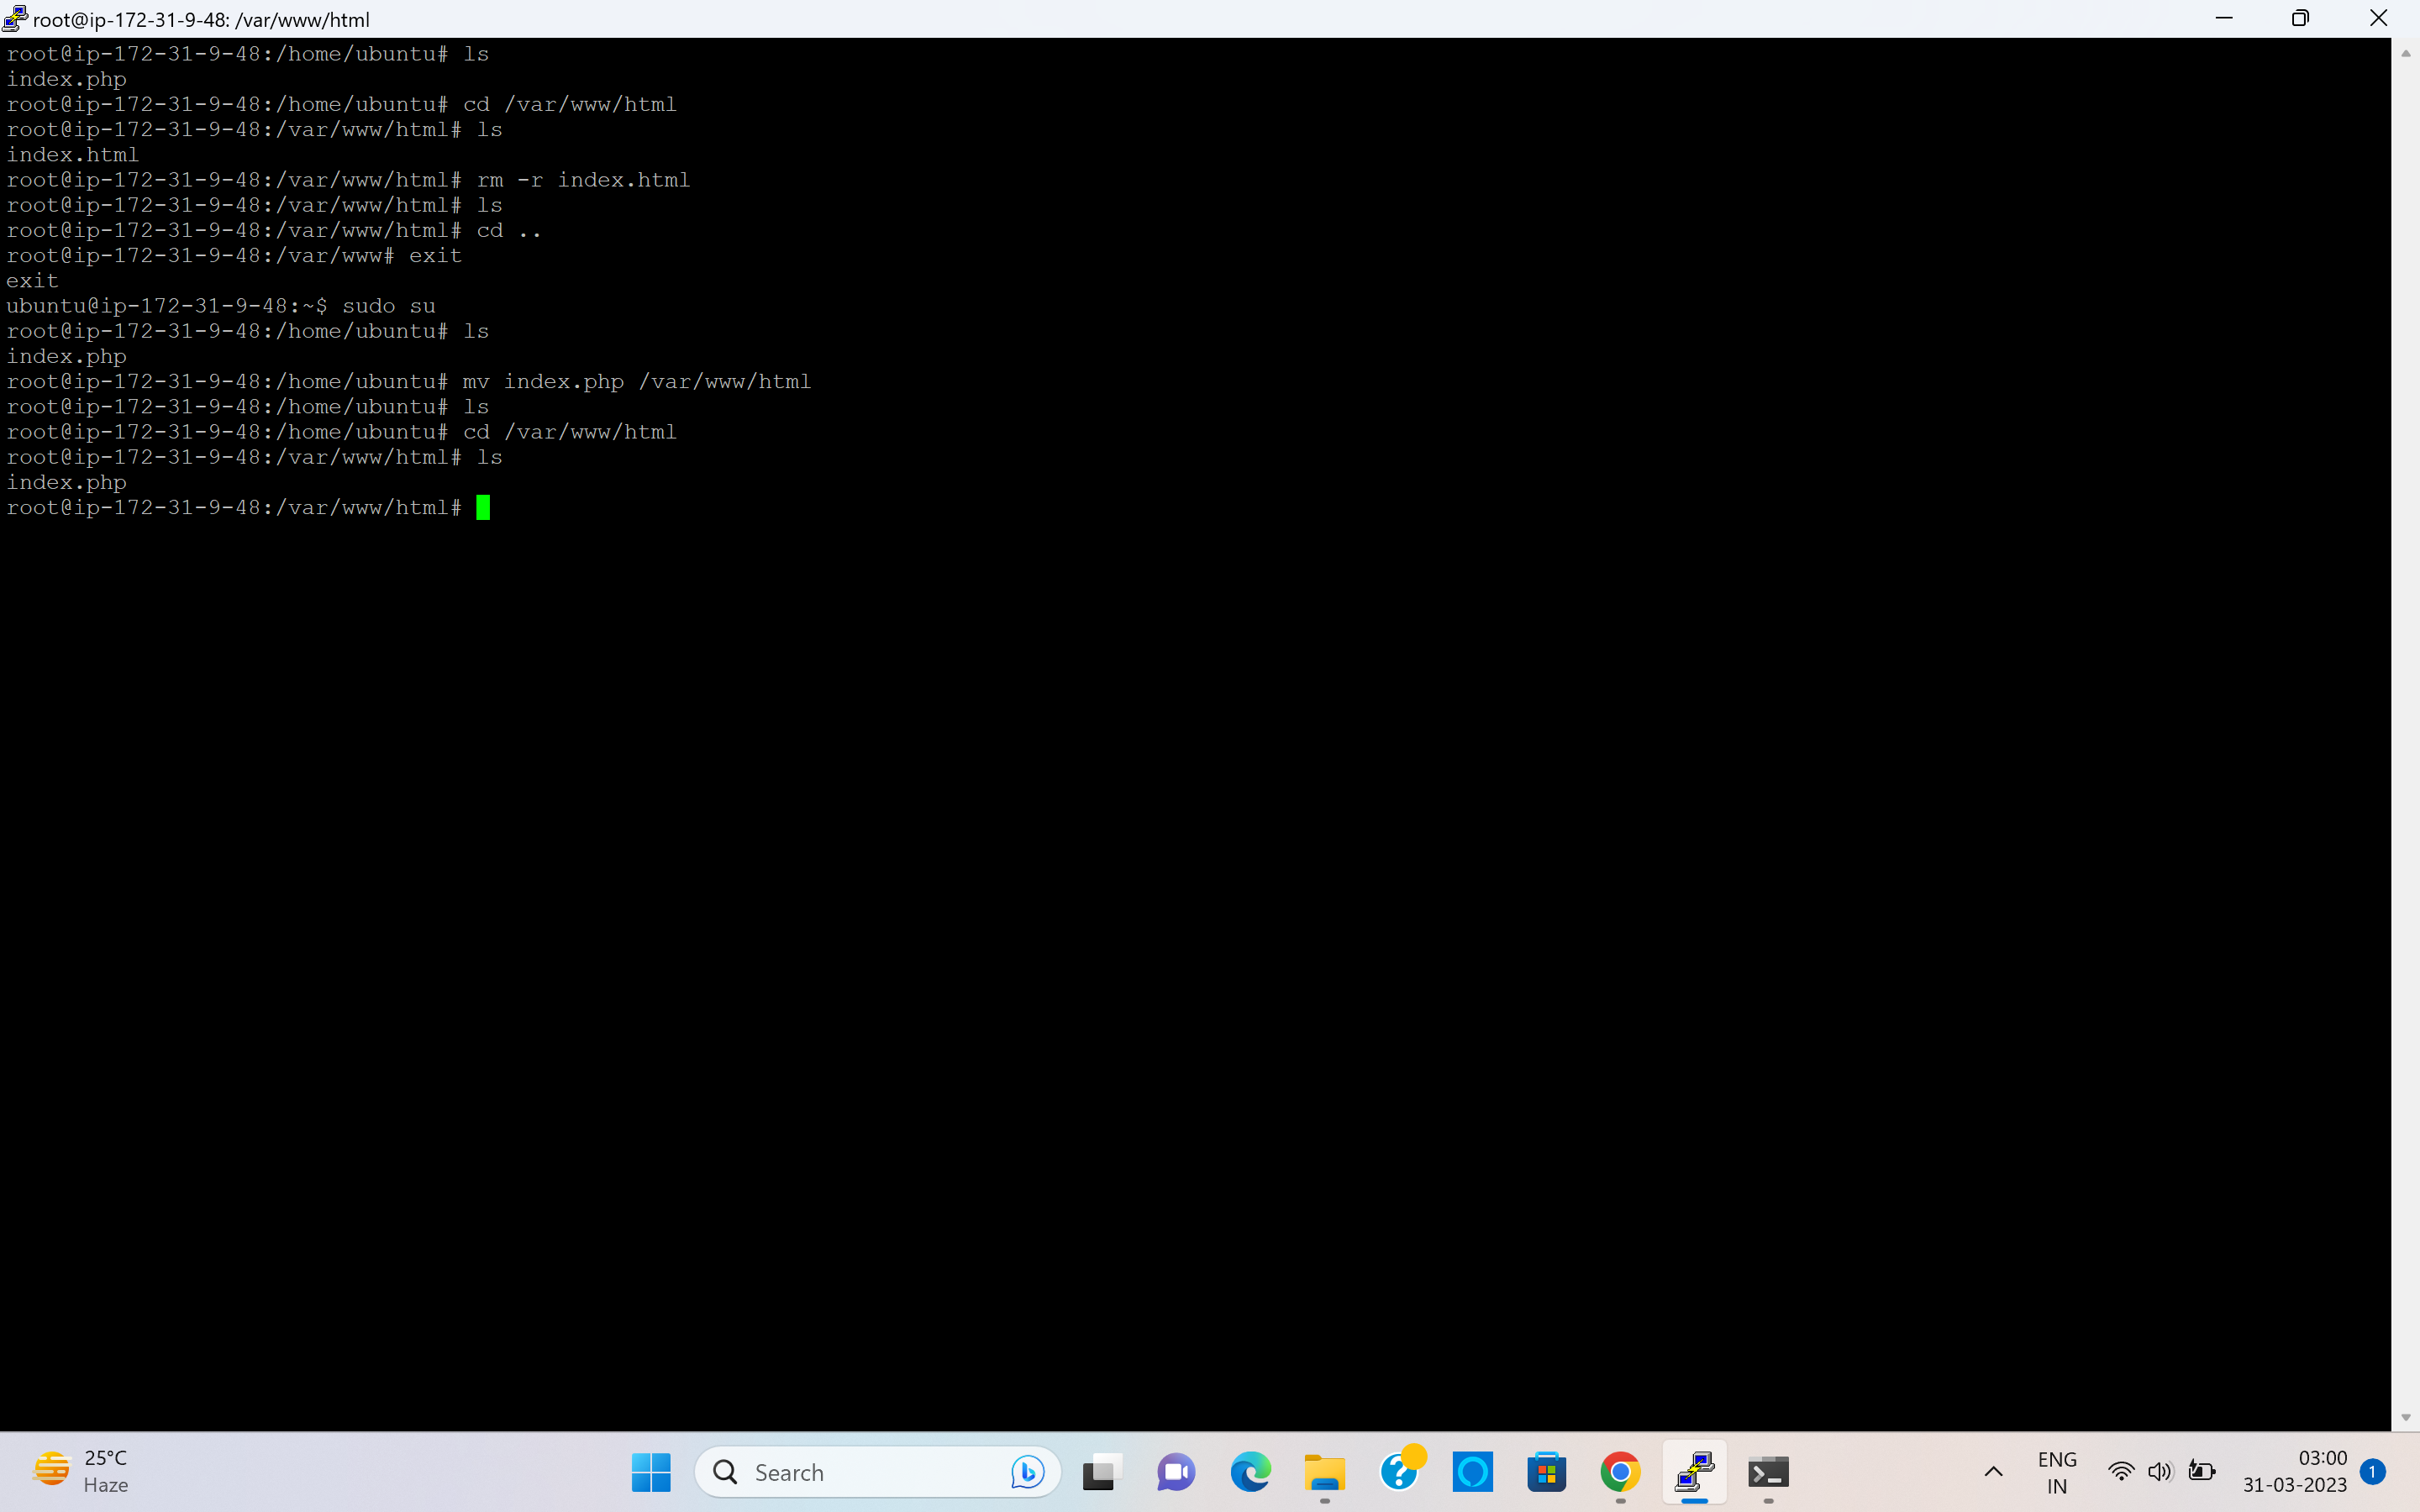 root@ip-172-31-9-48: /var/www/html
root@ip-172-31-9-48:/home/ubuntu# ls
index.php
root@ip-172-31-9-48:/home/ubuntu# cd /var/www/html
root@ip-172-31-9-48:/var/www/html# ls
index.html
root@ip-172-31-9-48:/var/www/html# rm -r index.html
root@ip-172-31-9-48:/var/www/html# ls
root@ip-172-31-9-48:/var/www/html# cd ..
root@ip-172-31-9-48:/var/www# exit
exit
ubuntu@ip-172-31-9-48:~$ sudo su
root@ip-172-31-9-48:/home/ubuntu# ls
index.php
root@ip-172-31-9-48:/home/ubuntu# mv index.php /var/www/html
root@ip-172-31-9-48:/home/ubuntu# ls
root@ip-172-31-9-48:/home/ubuntu# cd /var/www/html
root@ip-172-31-9-48:/var/www/html# ls
index.php
root@ip-172-31-9-48:/var/www/html#
25°C
Haze
Search
ENG
IN
03:00
31-03-2023
1